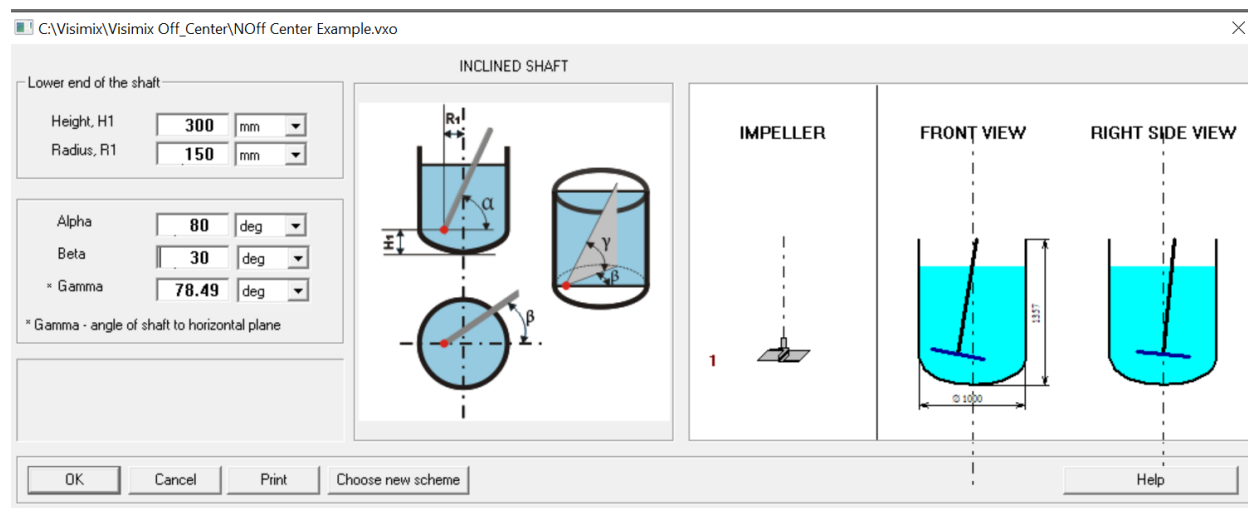 C:\Visimix\Visimix Off_Center\NOff Center Example.vxo
Lower end of the shaft
Height, H1 300 mm
Radius, R1 150 mm
Alpha 80 deg
Beta 30 deg
* Gamma 78.49 deg
* Gamma - angle of shaft to horizontal plane
INCLINED SHAFT
R1
α
H1
γ
β
β
IMPELLER
1
FRONT VIEW
RIGHT SIDE VIEW
1357
∅ 1000
OK Cancel Print Choose new scheme Help